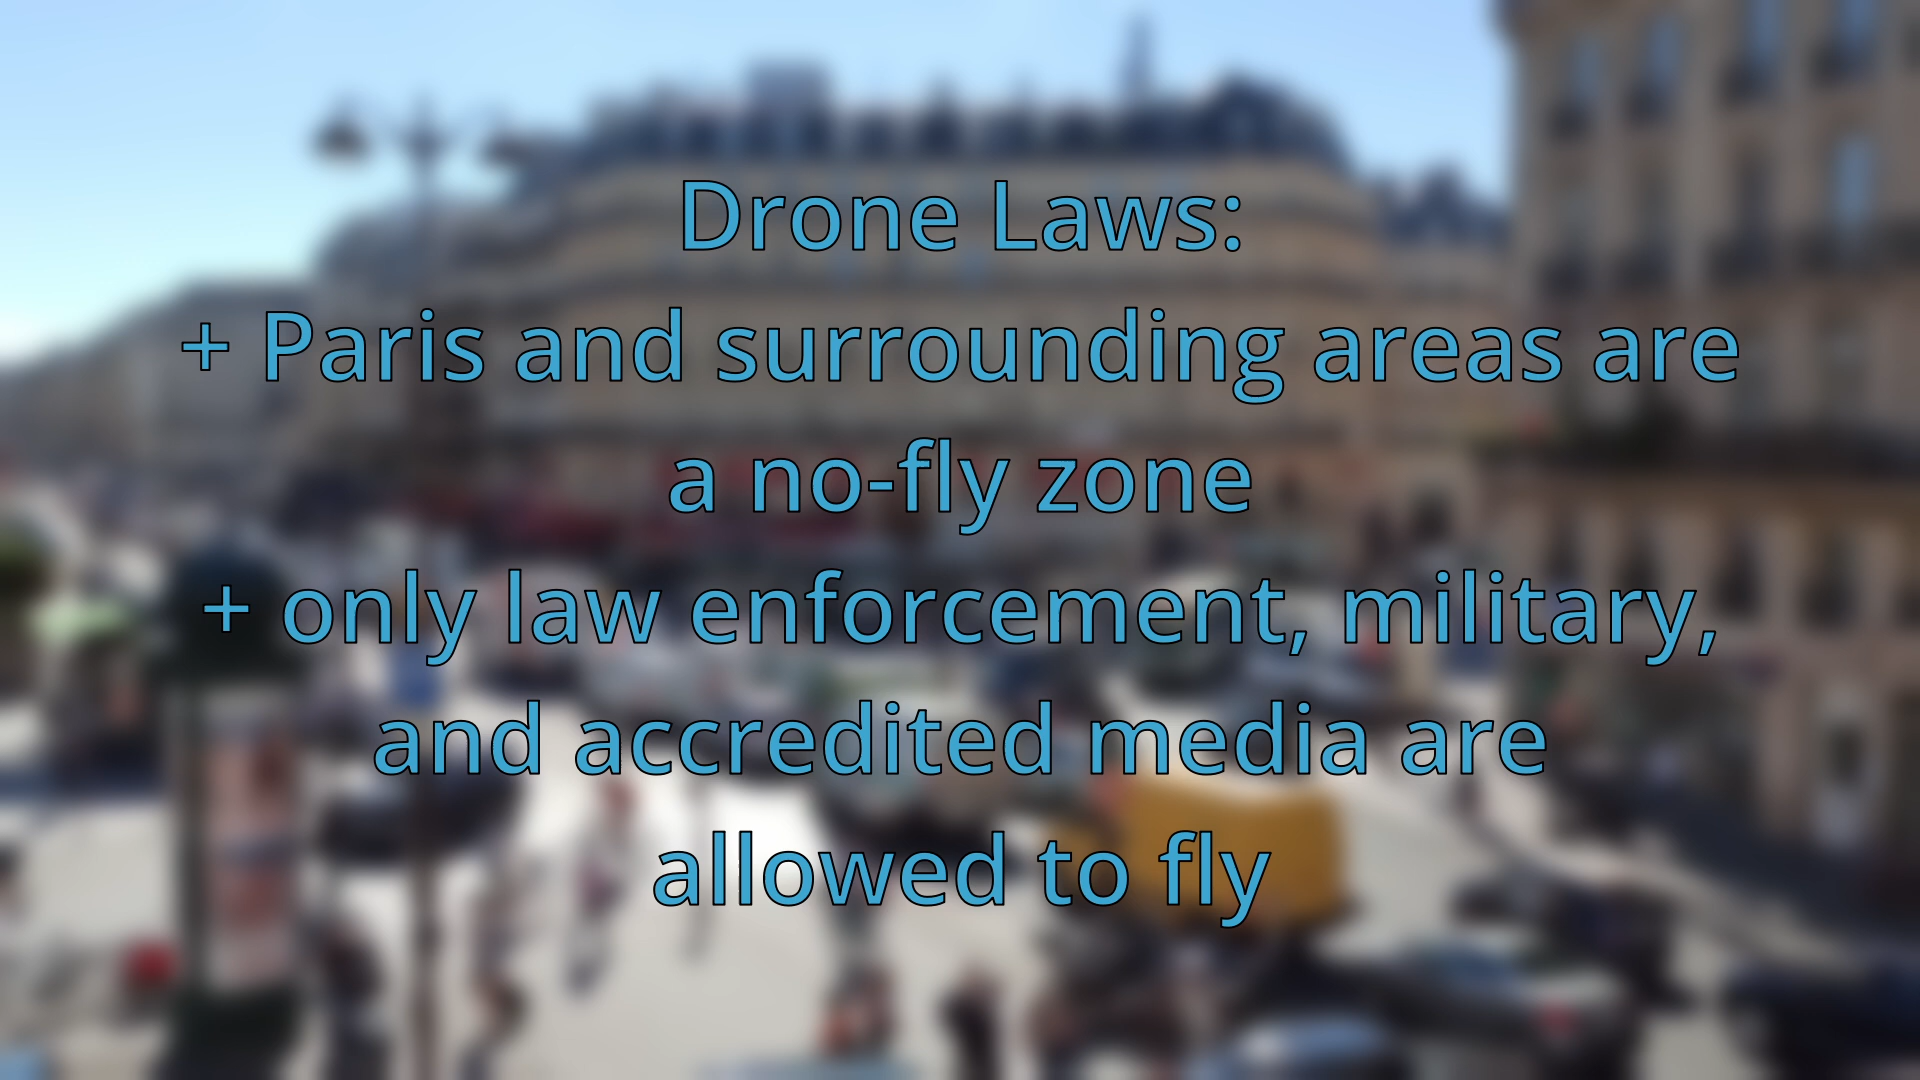 Drone Laws:
+ Paris and surrounding areas are
a no-fly zone
+ only law enforcement, military,
and accredited media are
allowed to fly